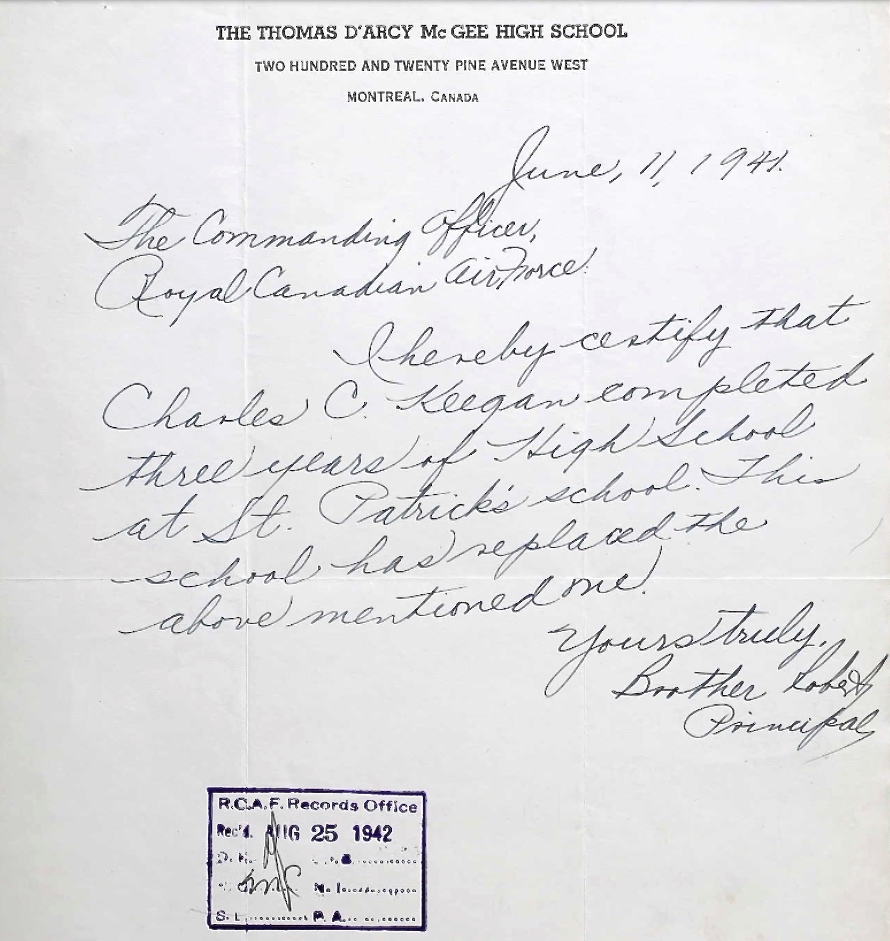 THE THOMAS D'ARCY Mc GEE HIGH SCHOOL
TWO HUNDRED AND TWENTY PINE AVENUE WEST
MONTREAL, CANADA
June, 11, 1941.
The Commanding Officer,
Royal Canadian Air Force.
I hereby certify that
Charles C. Keegan completed
three years of High School
at St. Patrick's school. This
school has replaced the
above mentioned one.
Yours truly,
Brother Robert
Principal
R.C.A.F. Records Office
Rec'd. AUG 25 1942
N. I.
S. L. P. A.